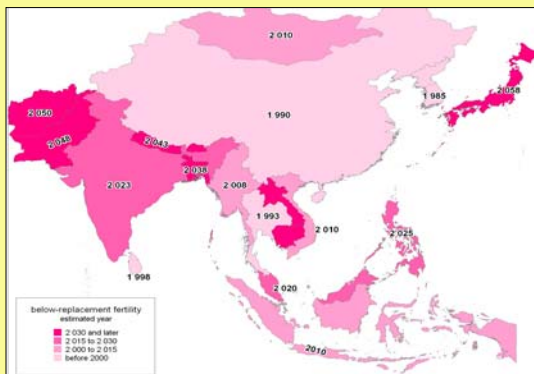 2 010
1 985
2 058
1 990
2 050
2 048
2 043
2 038
2 023
2 008
1 993
2 010
2 025
1 998
2 020
2010
below-replacement fertility
estimated year
2 030 and later
2 015 to 2 030
2 000 to 2 015
before 2000